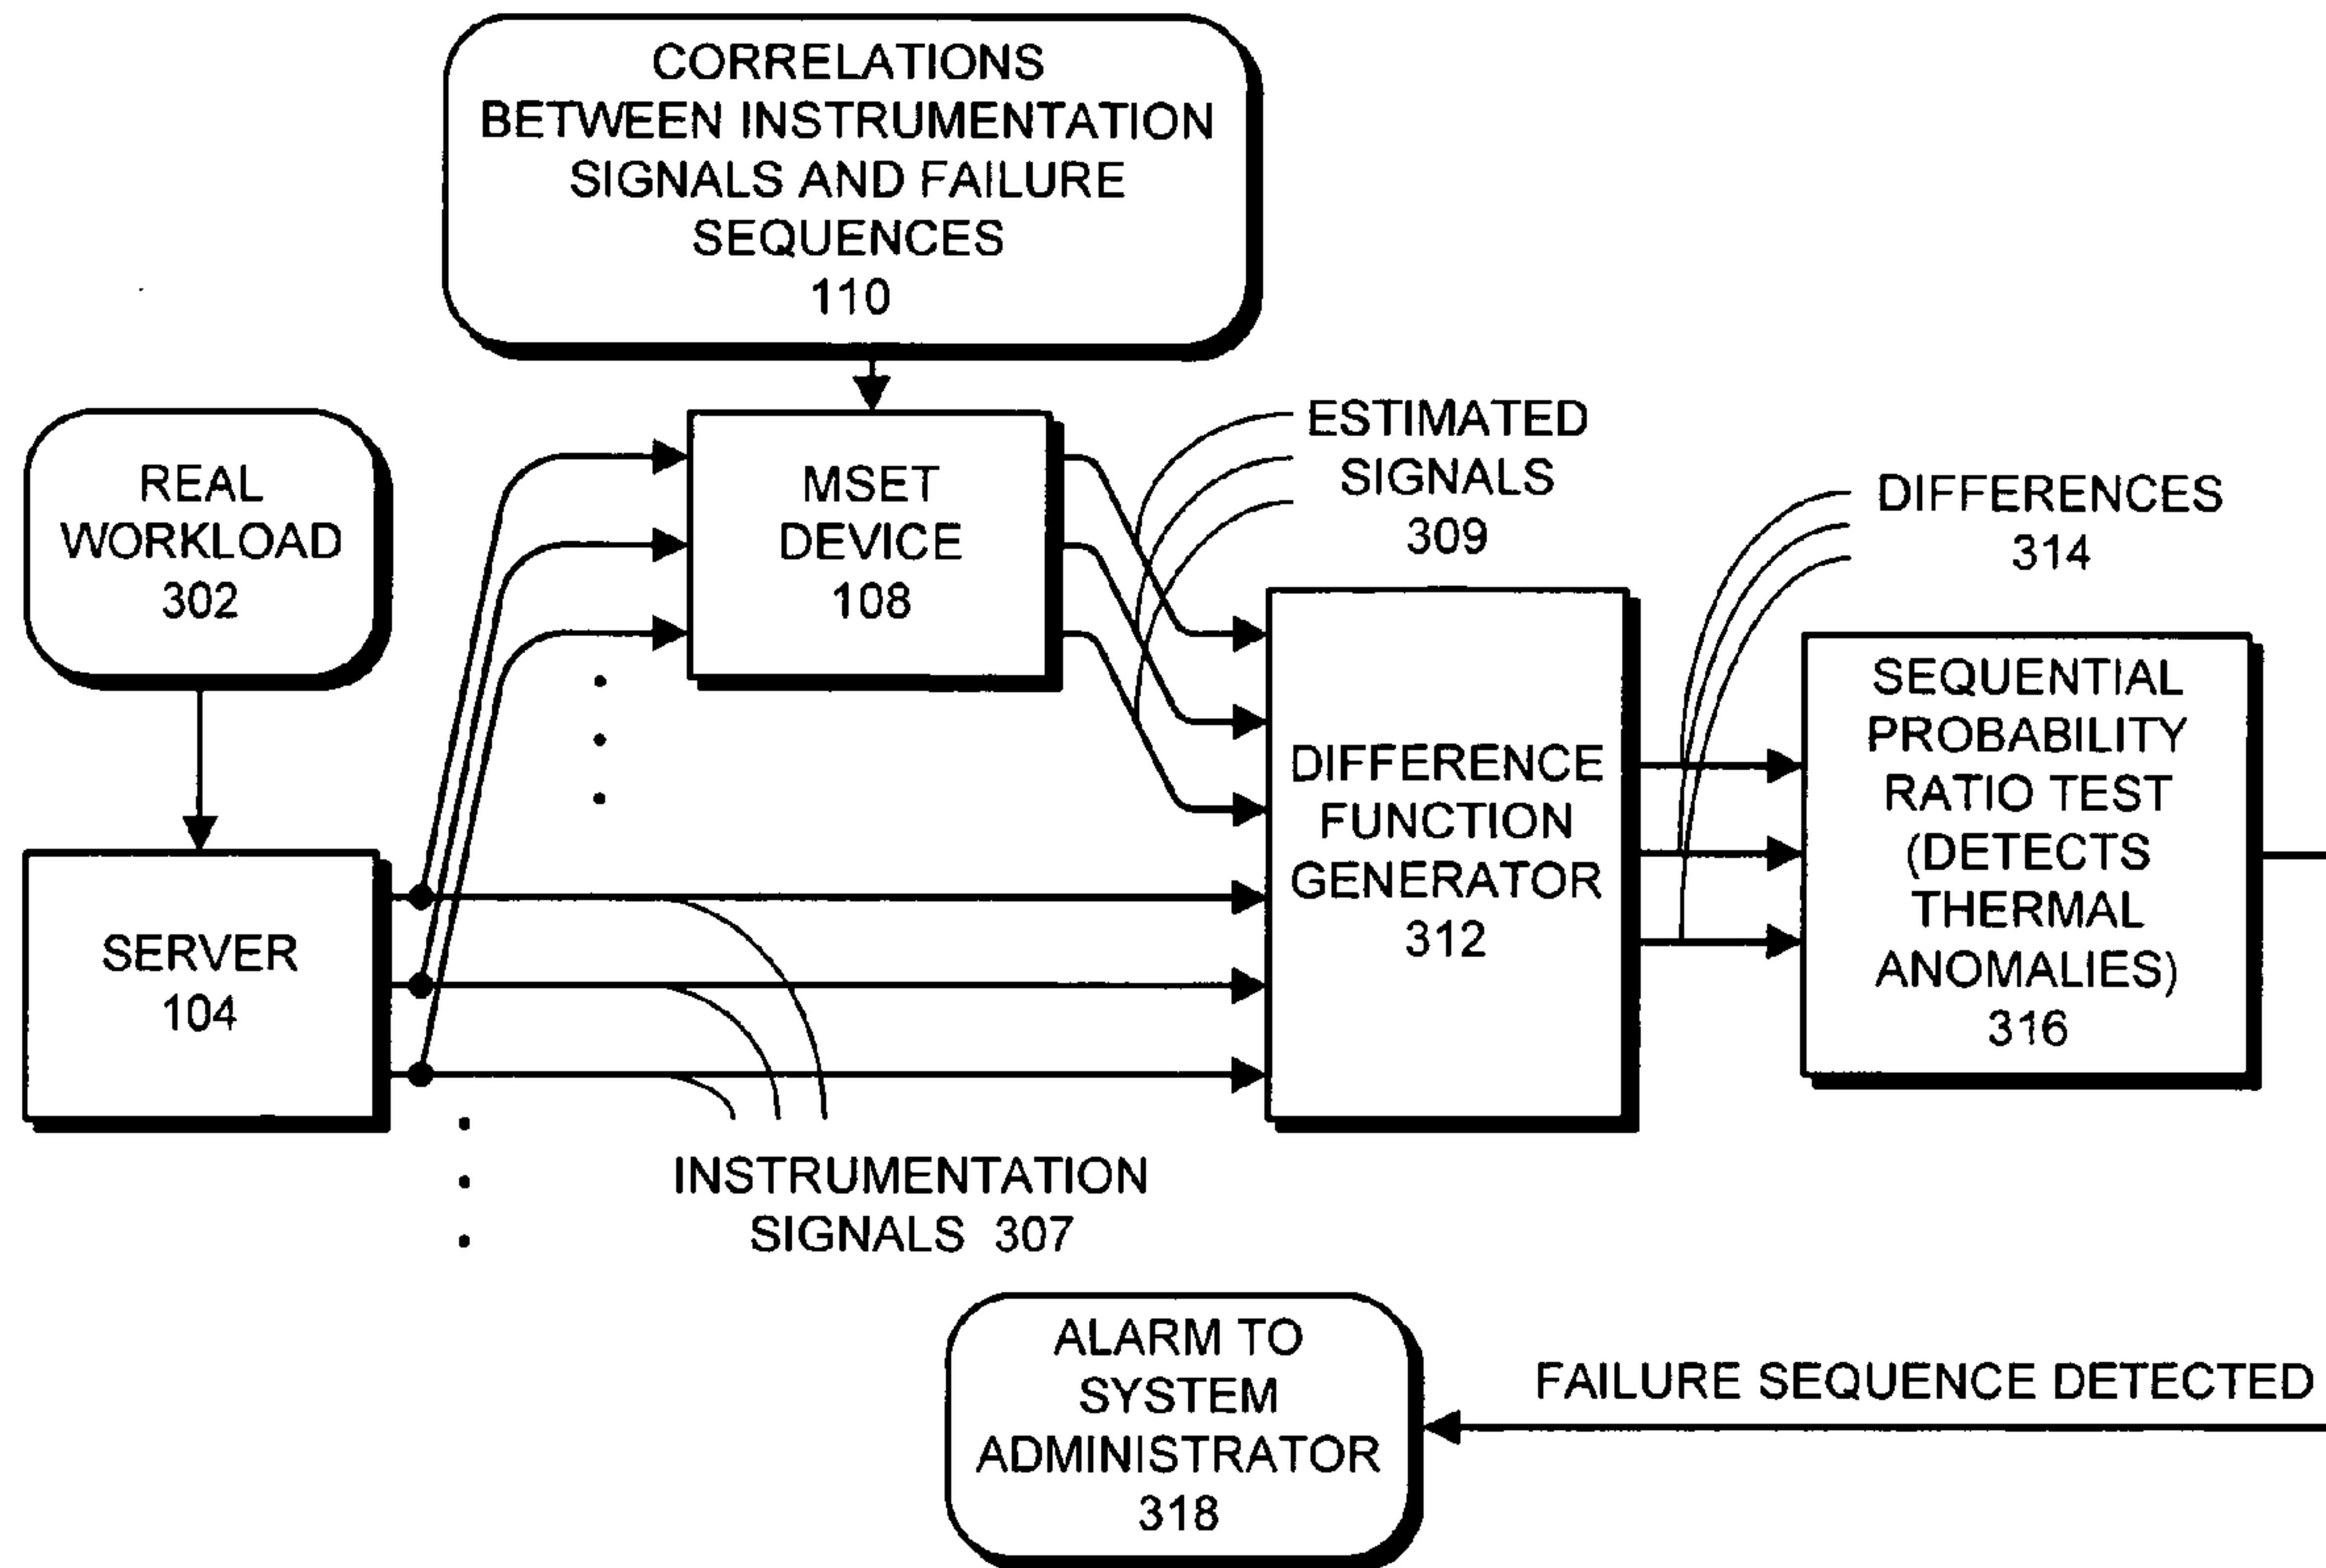 CORRELATIONS
BETWEEN INSTRUMENTATION
SIGNALS AND FAILURE
SEQUENCES
110
REAL
WORKLOAD
302
MSET
DEVICE
108
ESTIMATED
SIGNALS
309
DIFFERENCES
314
SERVER
104
DIFFERENCE
FUNCTION
GENERATOR
312
SEQUENTIAL
PROBABILITY
RATIO TEST
(DETECTS
THERMAL
ANOMALIES)
316
INSTRUMENTATION
SIGNALS 307
ALARM TO
SYSTEM
ADMINISTRATOR
318
FAILURE SEQUENCE DETECTED